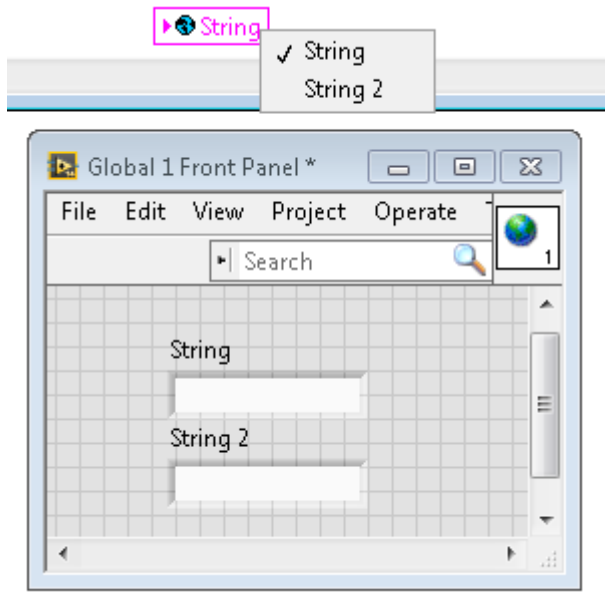 String
✓ String
String 2
Global 1 Front Panel *
File Edit View Project Operate
Search
1
String
String 2